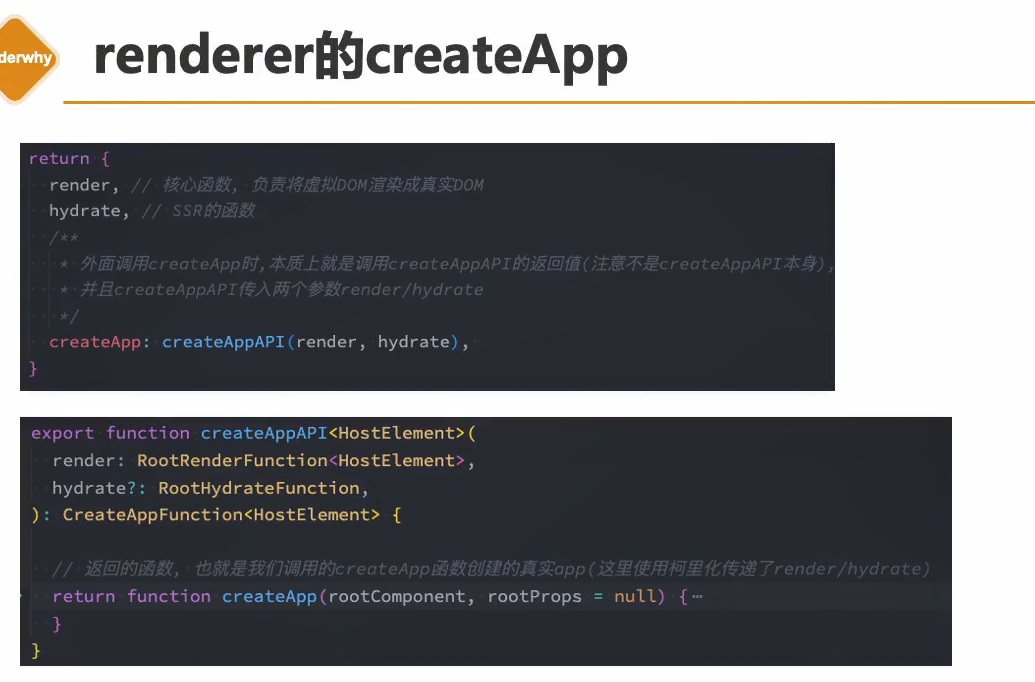 derwhy
renderer的createApp
return {
render, // 核心函数, 负责将虚拟DOM渲染成真实DOM
hydrate, // SSR的函数
/**
* 外面调用createApp时,本质上就是调用createAppAPI的返回值(注意不是createAppAPI本身),
* 并且createAppAPI传入两个参数render/hydrate
*/
createApp: createAppAPI(render, hydrate),
}
export function createAppAPI<HostElement>(
render: RootRenderFunction<HostElement>,
hydrate?: RootHydrateFunction,
): CreateAppFunction<HostElement> {
// 返回的函数, 也就是我们调用的createApp函数创建的真实app(这里使用柯里化传递了render/hydrate)
return function createApp(rootComponent, rootProps = null) { ⋯
}
}